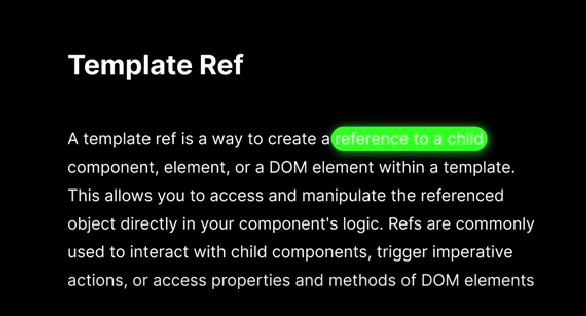 Template Ref
A template ref is a way to create a reference to a child
component, element, or a DOM element within a template.
This allows you to access and manipulate the referenced
object directly in your component's logic. Refs are commonly
used to interact with child components, trigger imperative
actions, or access properties and methods of DOM elements